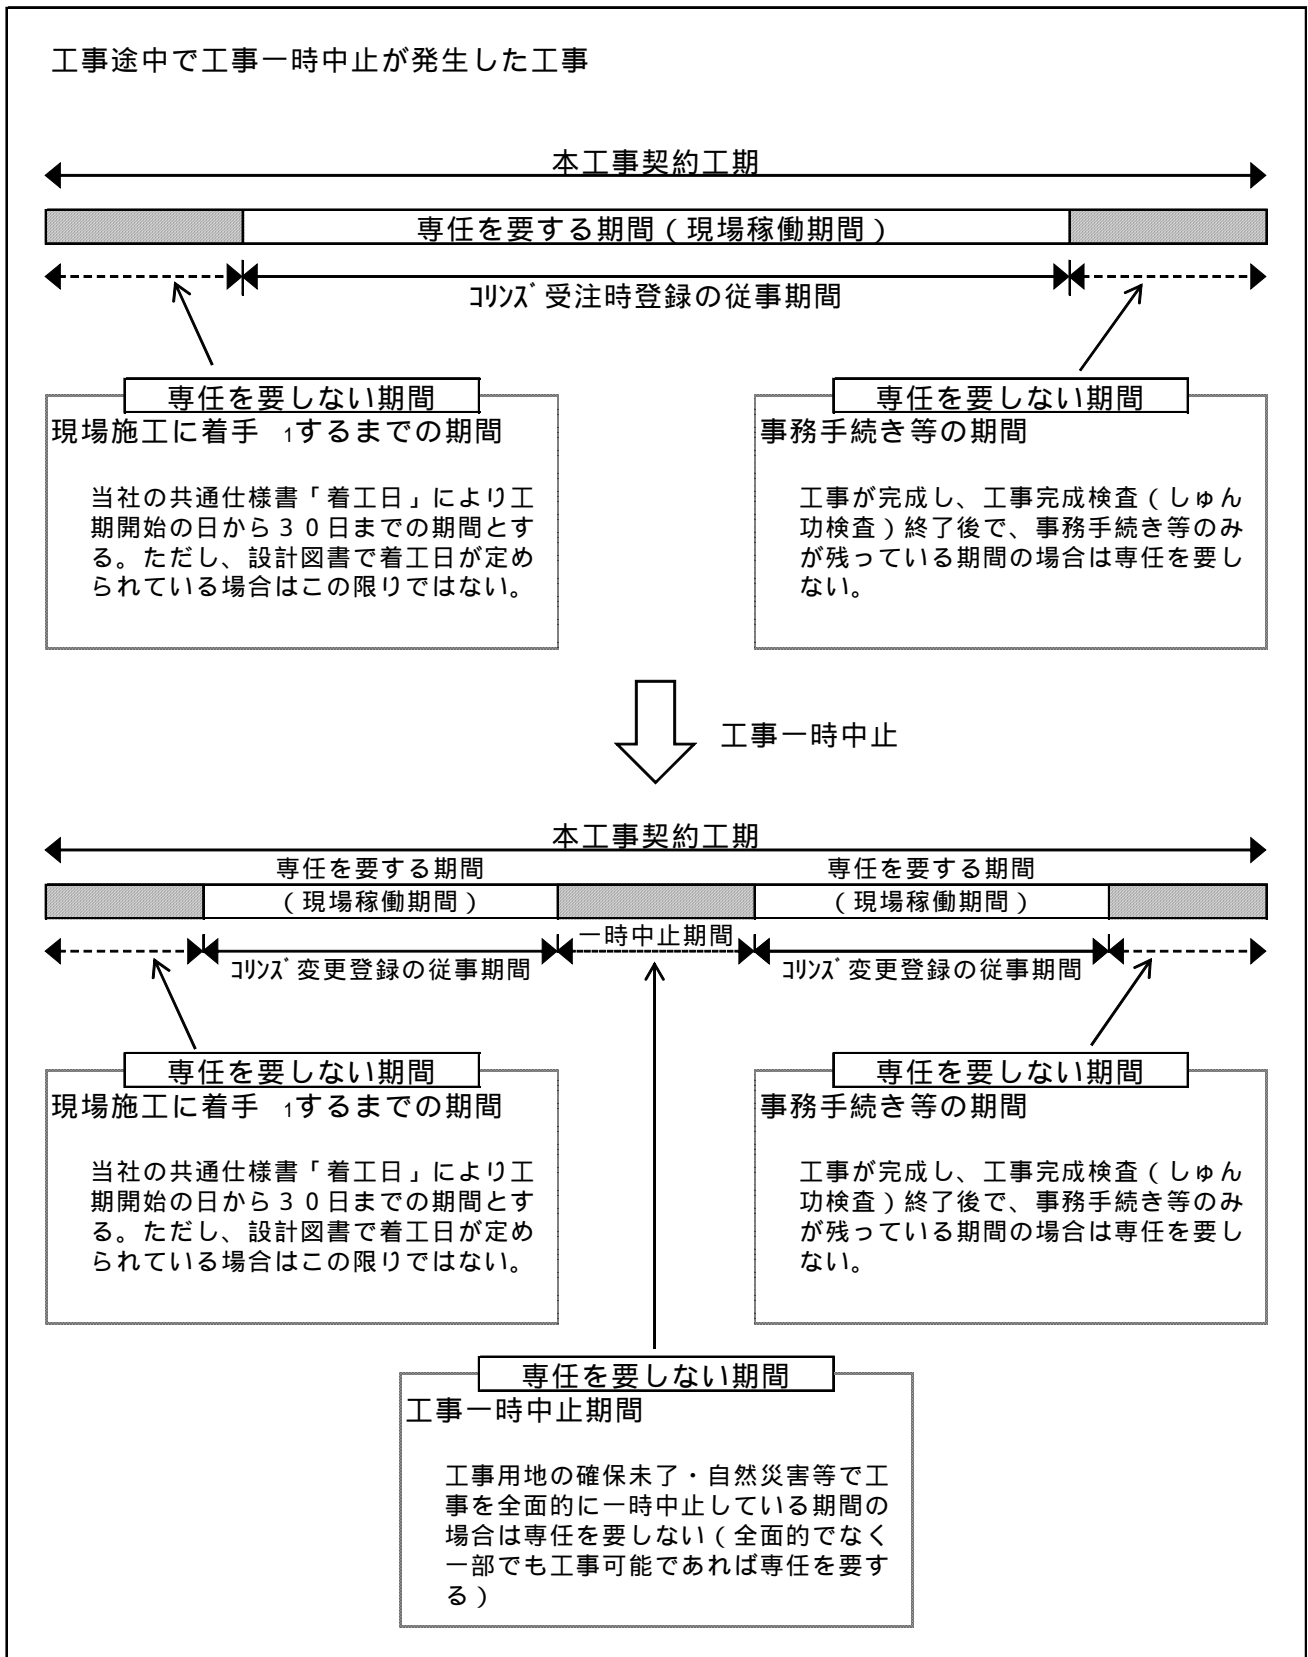 工事途中で工事一時中止が発生した工事
本工事契約工期
専任を要する期間（現場稼働期間）
ｺﾘﾝｽﾞ受注時登録の従事期間
専任を要しない期間
現場施工に着手 1するまでの期間
当社の共通仕様書「着工日」により工
期開始の日から３０日までの期間とす
る。ただし、設計図書で着工日が定め
られている場合はこの限りではない。
専任を要しない期間
事務手続き等の期間
工事が完成し、工事完成検査（しゅん
功検査）終了後で、事務手続き等のみ
が残っている期間の場合は専任を要し
ない。
工事一時中止
本工事契約工期
専任を要する期間
（現場稼働期間）
専任を要する期間
（現場稼働期間）
一時中止期間
ｺﾘﾝｽﾞ変更登録の従事期間
ｺﾘﾝｽﾞ変更登録の従事期間
専任を要しない期間
現場施工に着手 1するまでの期間
当社の共通仕様書「着工日」により工
期開始の日から３０日までの期間とす
る。ただし、設計図書で着工日が定め
られている場合はこの限りではない。
専任を要しない期間
事務手続き等の期間
工事が完成し、工事完成検査（しゅん
功検査）終了後で、事務手続き等のみ
が残っている期間の場合は専任を要し
ない。
専任を要しない期間
工事一時中止期間
工事用地の確保未了・自然災害等で工
事を全面的に一時中止している期間の
場合は専任を要しない（全面的でなく
一部でも工事可能であれば専任を要す
る）